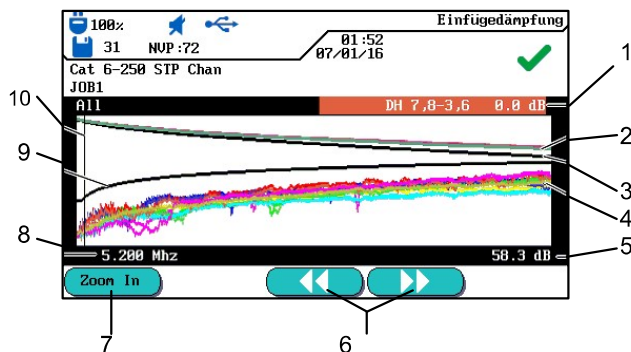 100%
Einfügedämpfung
31 NVP:72
01:52
07/01/16
Cat 6-250 STP Chan
JOB1
All DH 7,8-3,6 0.0 dB
5.200 Mhz 58.3 dB
Zoom In
1
2
3
4
5
6
7
8
9
10